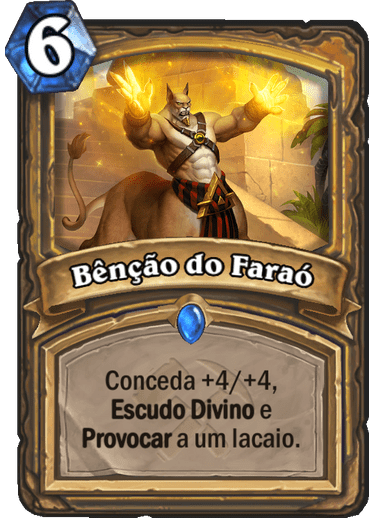 6
Bênção do Faraó
Conceda +4/+4,
Escudo Divino e
Provocar a um lacaio.